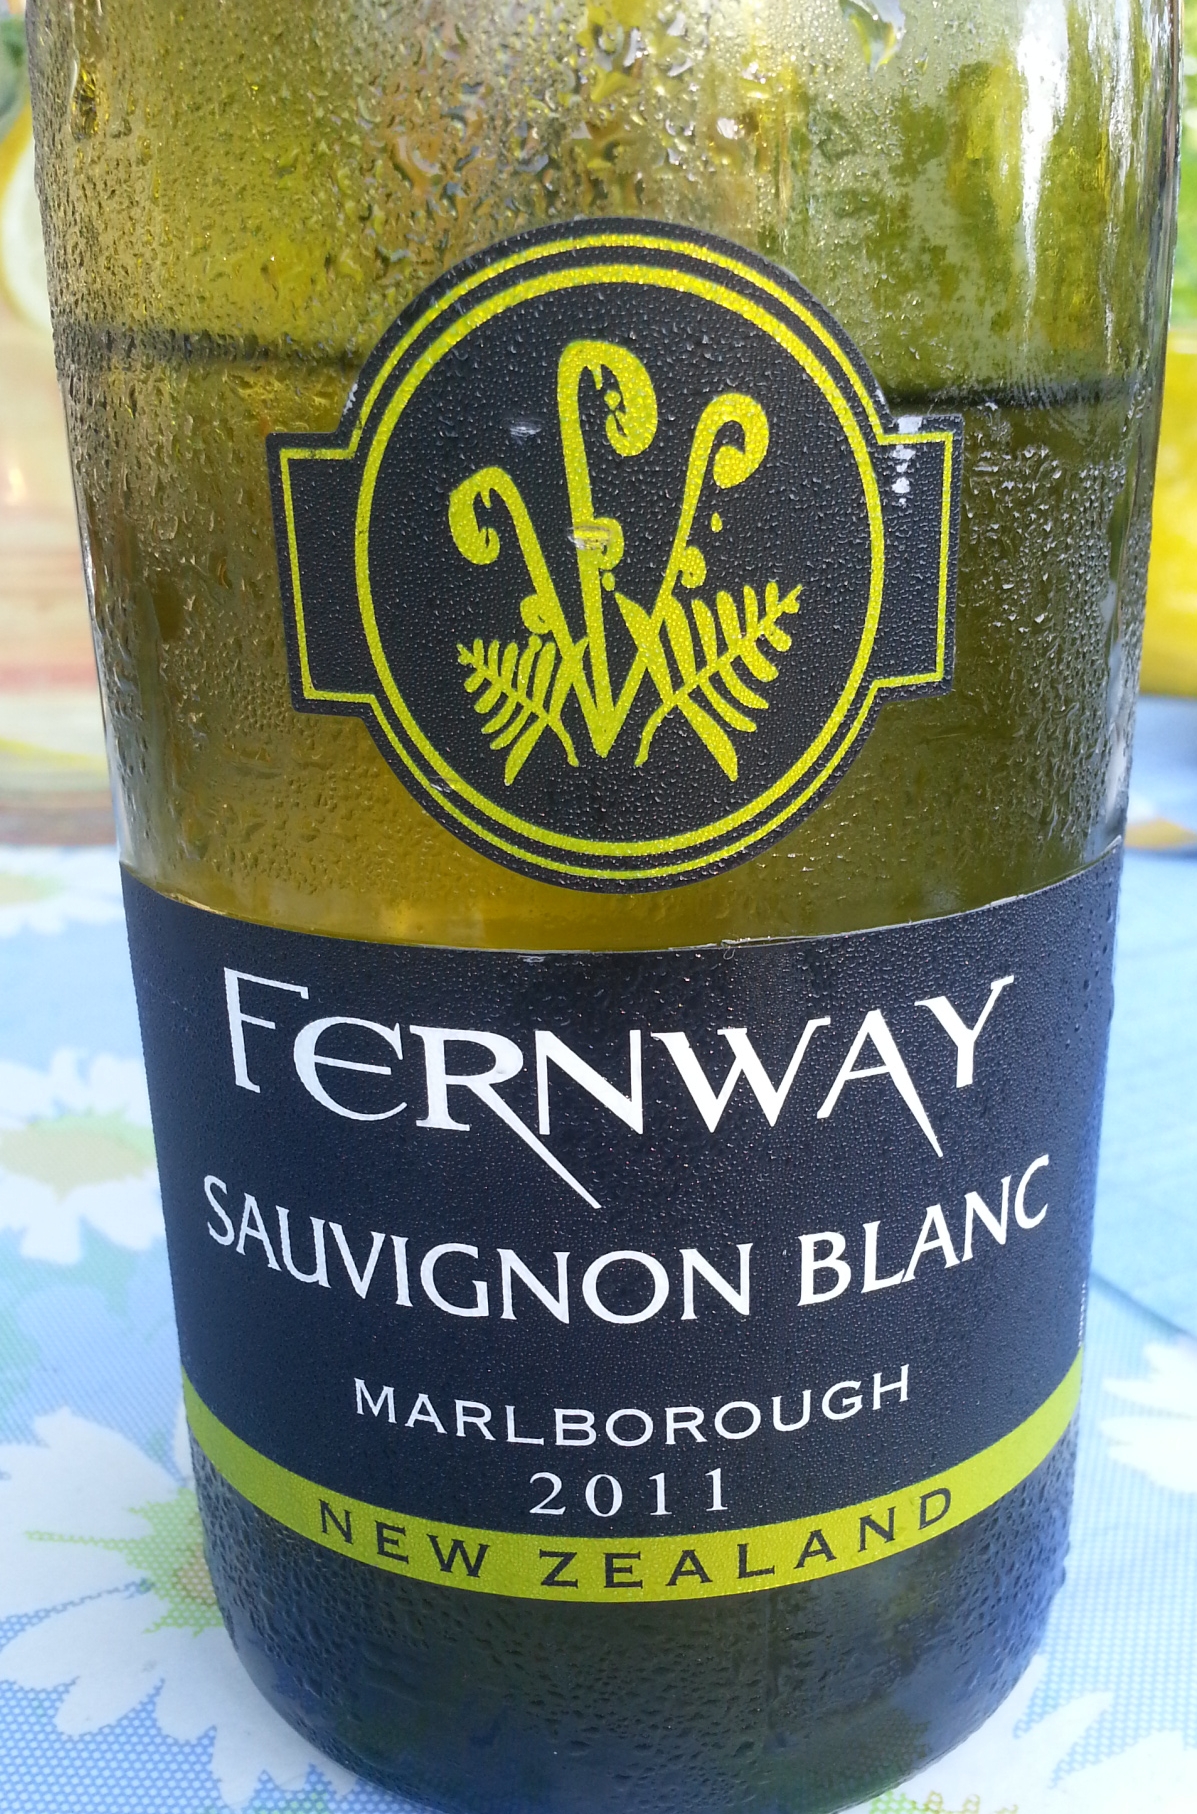 FERNWAY
SAUVIGNON BLANC
MARLBOROUGH
2011
NEW ZEALAND